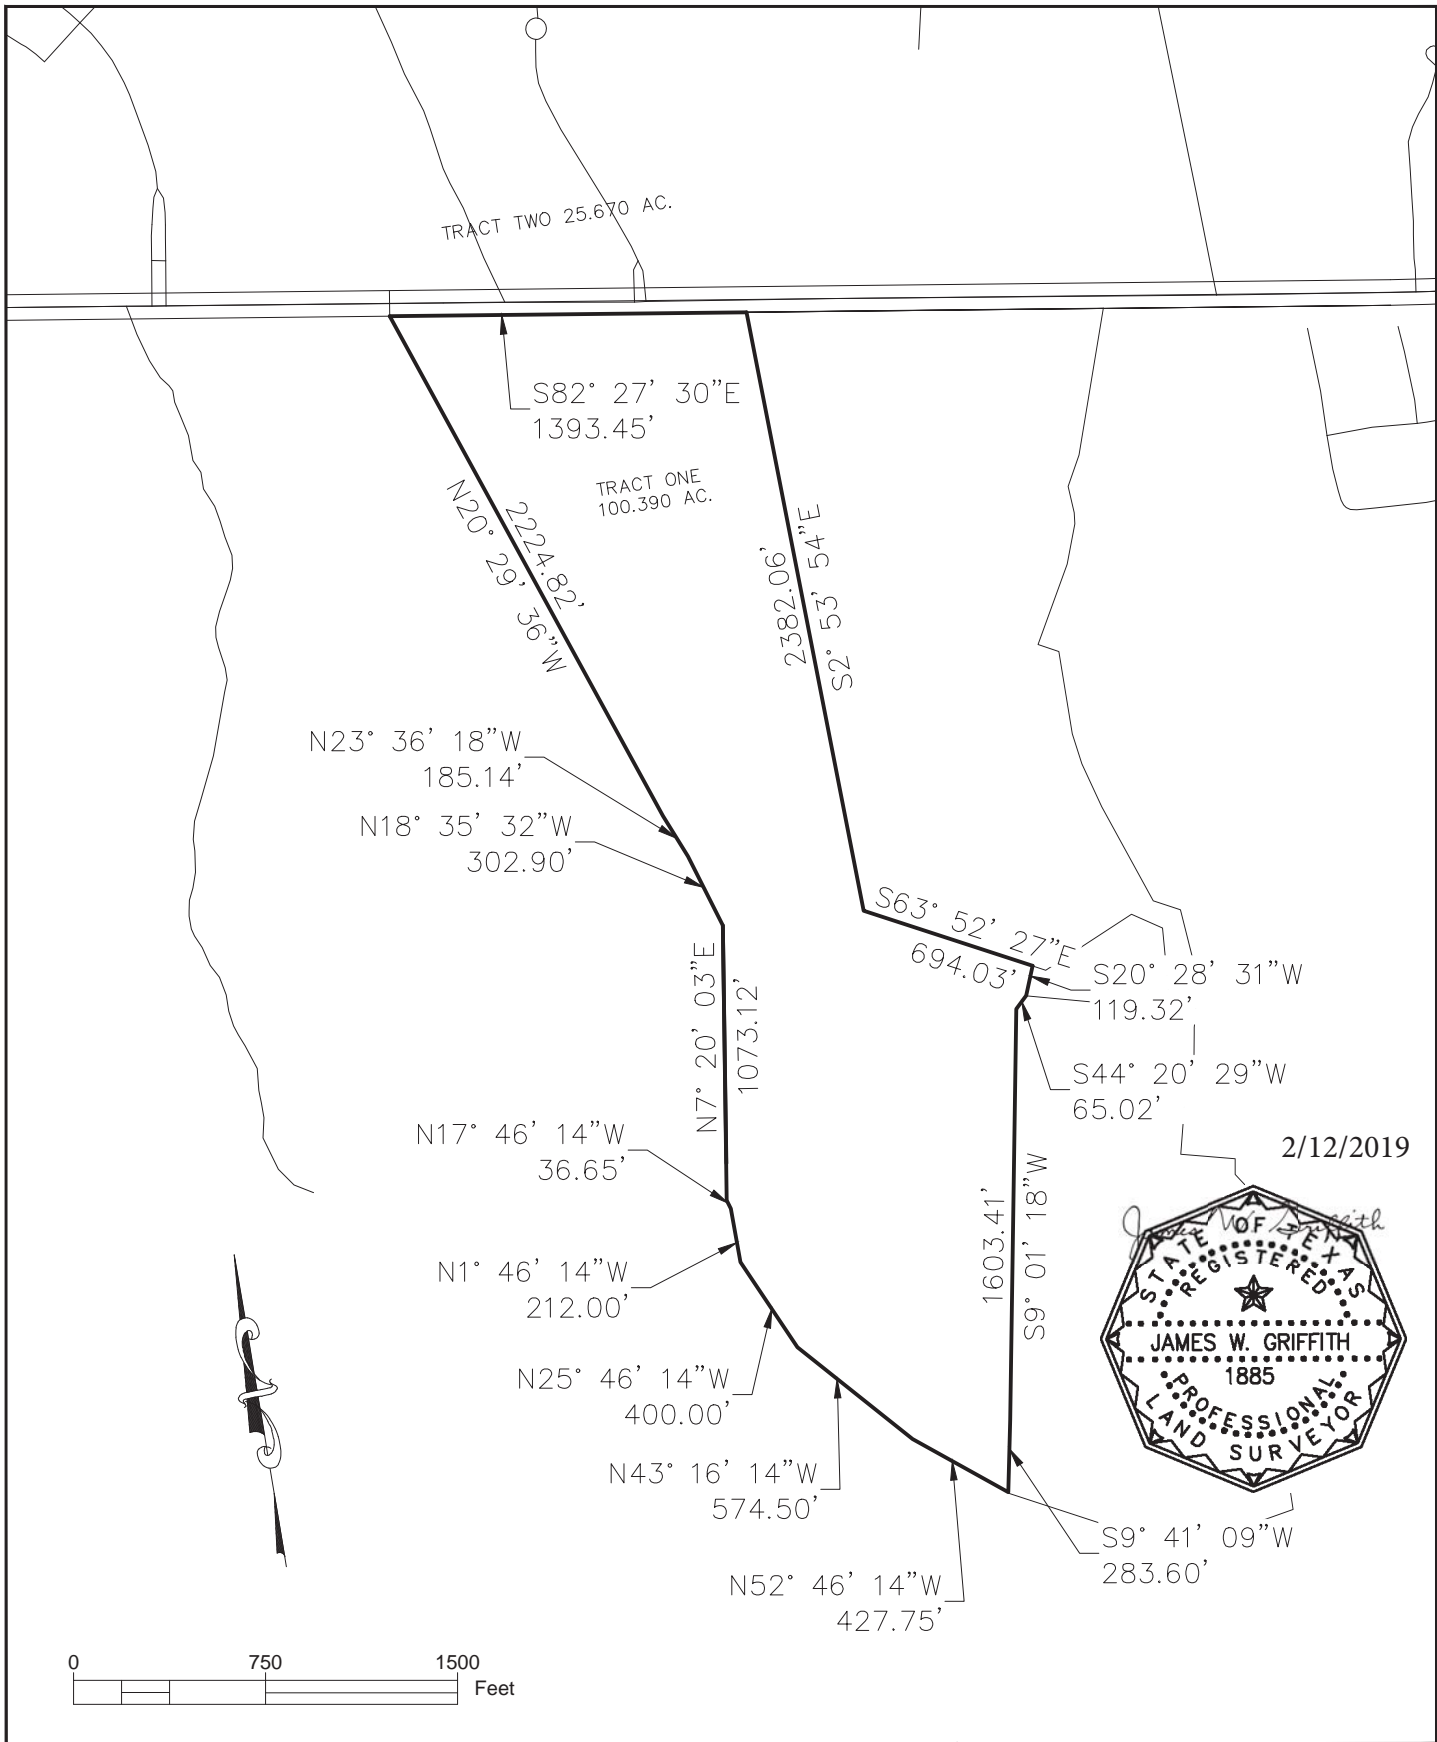 TRACT TWO 25.670 AC.
S82° 27’ 30”E
1393.45’
TRACT ONE
100.390 AC.
2224.82’
N20° 29’ 36”W
2382.06’
S2° 53’ 54”E
N23° 36’ 18”W
185.14’
N18° 35’ 32”W
302.90’
S63° 52’ 27”E
694.03’
S20° 28’ 31”W
119.32’
N7° 20’ 03”E
1073.12’
S44° 20’ 29”W
65.02’
N17° 46’ 14”W
36.65’
2/12/2019
1603.41’
S9° 01’ 18”W
James W. Griffith
STATE OF TEXAS
REGISTERED
JAMES W. GRIFFITH
1885
PROFESSIONAL
LAND SURVEYOR
N1° 46’ 14”W
212.00’
N25° 46’ 14”W
400.00’
N43° 16’ 14”W
574.50’
S9° 41’ 09”W
283.60’
N52° 46’ 14”W
427.75’
0 750 1500
Feet